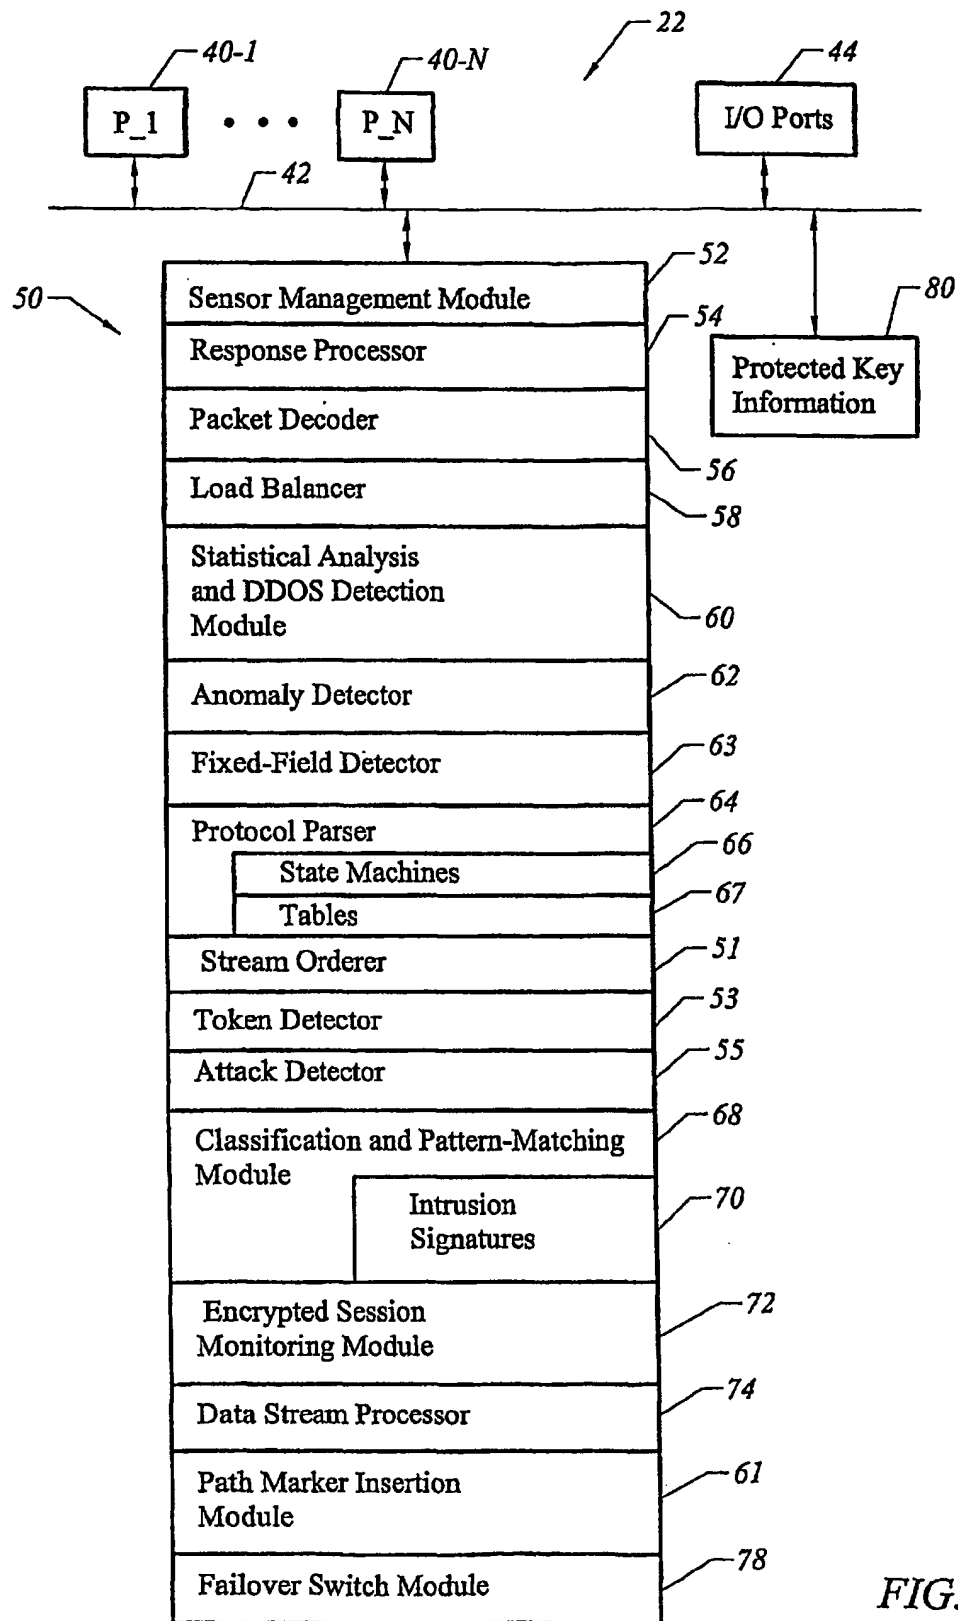 22
40-1
40-N
44
P_1
• • •
P_N
I/O Ports
42
50
52
Sensor Management Module
54
Response Processor
80
Protected Key
Information
Packet Decoder
56
Load Balancer
58
Statistical Analysis
and DDOS Detection
Module
60
Anomaly Detector
62
Fixed-Field Detector
63
Protocol Parser
64
State Machines
66
Tables
67
Stream Orderer
51
Token Detector
53
Attack Detector
55
Classification and Pattern-Matching
Module
68
Intrusion
Signatures
70
Encrypted Session
Monitoring Module
72
Data Stream Processor
74
Path Marker Insertion
Module
61
Failover Switch Module
78
FIG.